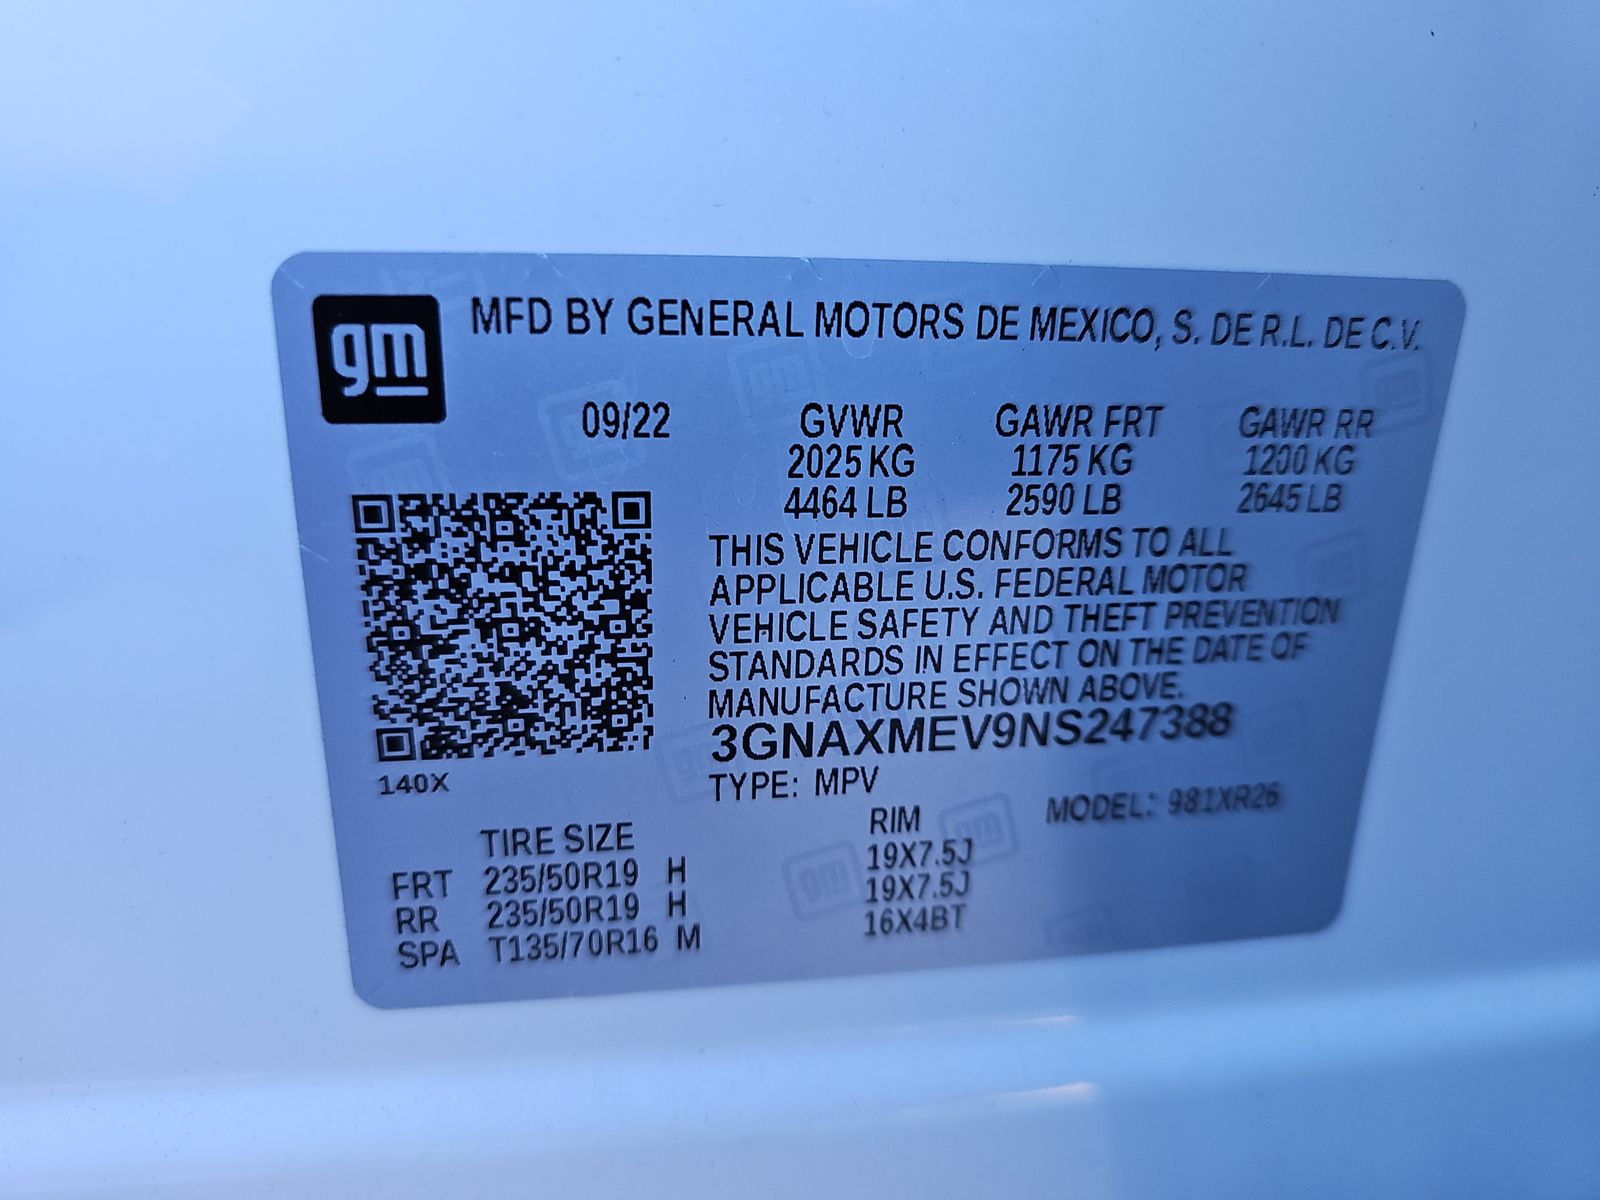 gm
MFD BY GENERAL MOTORS DE MEXICO, S. DE R.L. DE C.V.
09/22 GVWR GAWR FRT GAWR RR
2025 KG 1175 KG 1200 KG
4464 LB 2590 LB 2645 LB
THIS VEHICLE CONFORMS TO ALL
APPLICABLE U.S. FEDERAL MOTOR
VEHICLE SAFETY AND THEFT PREVENTION
STANDARDS IN EFFECT ON THE DATE OF
MANUFACTURE SHOWN ABOVE.
3GNAXMEV9NS247388
140X
TYPE: MPV MODEL: 981XR26
TIRE SIZE RIM
FRT 235/50R19 H 19X7.5J
RR 235/50R19 H 19X7.5J
SPA T135/70R16 M 16X4BT